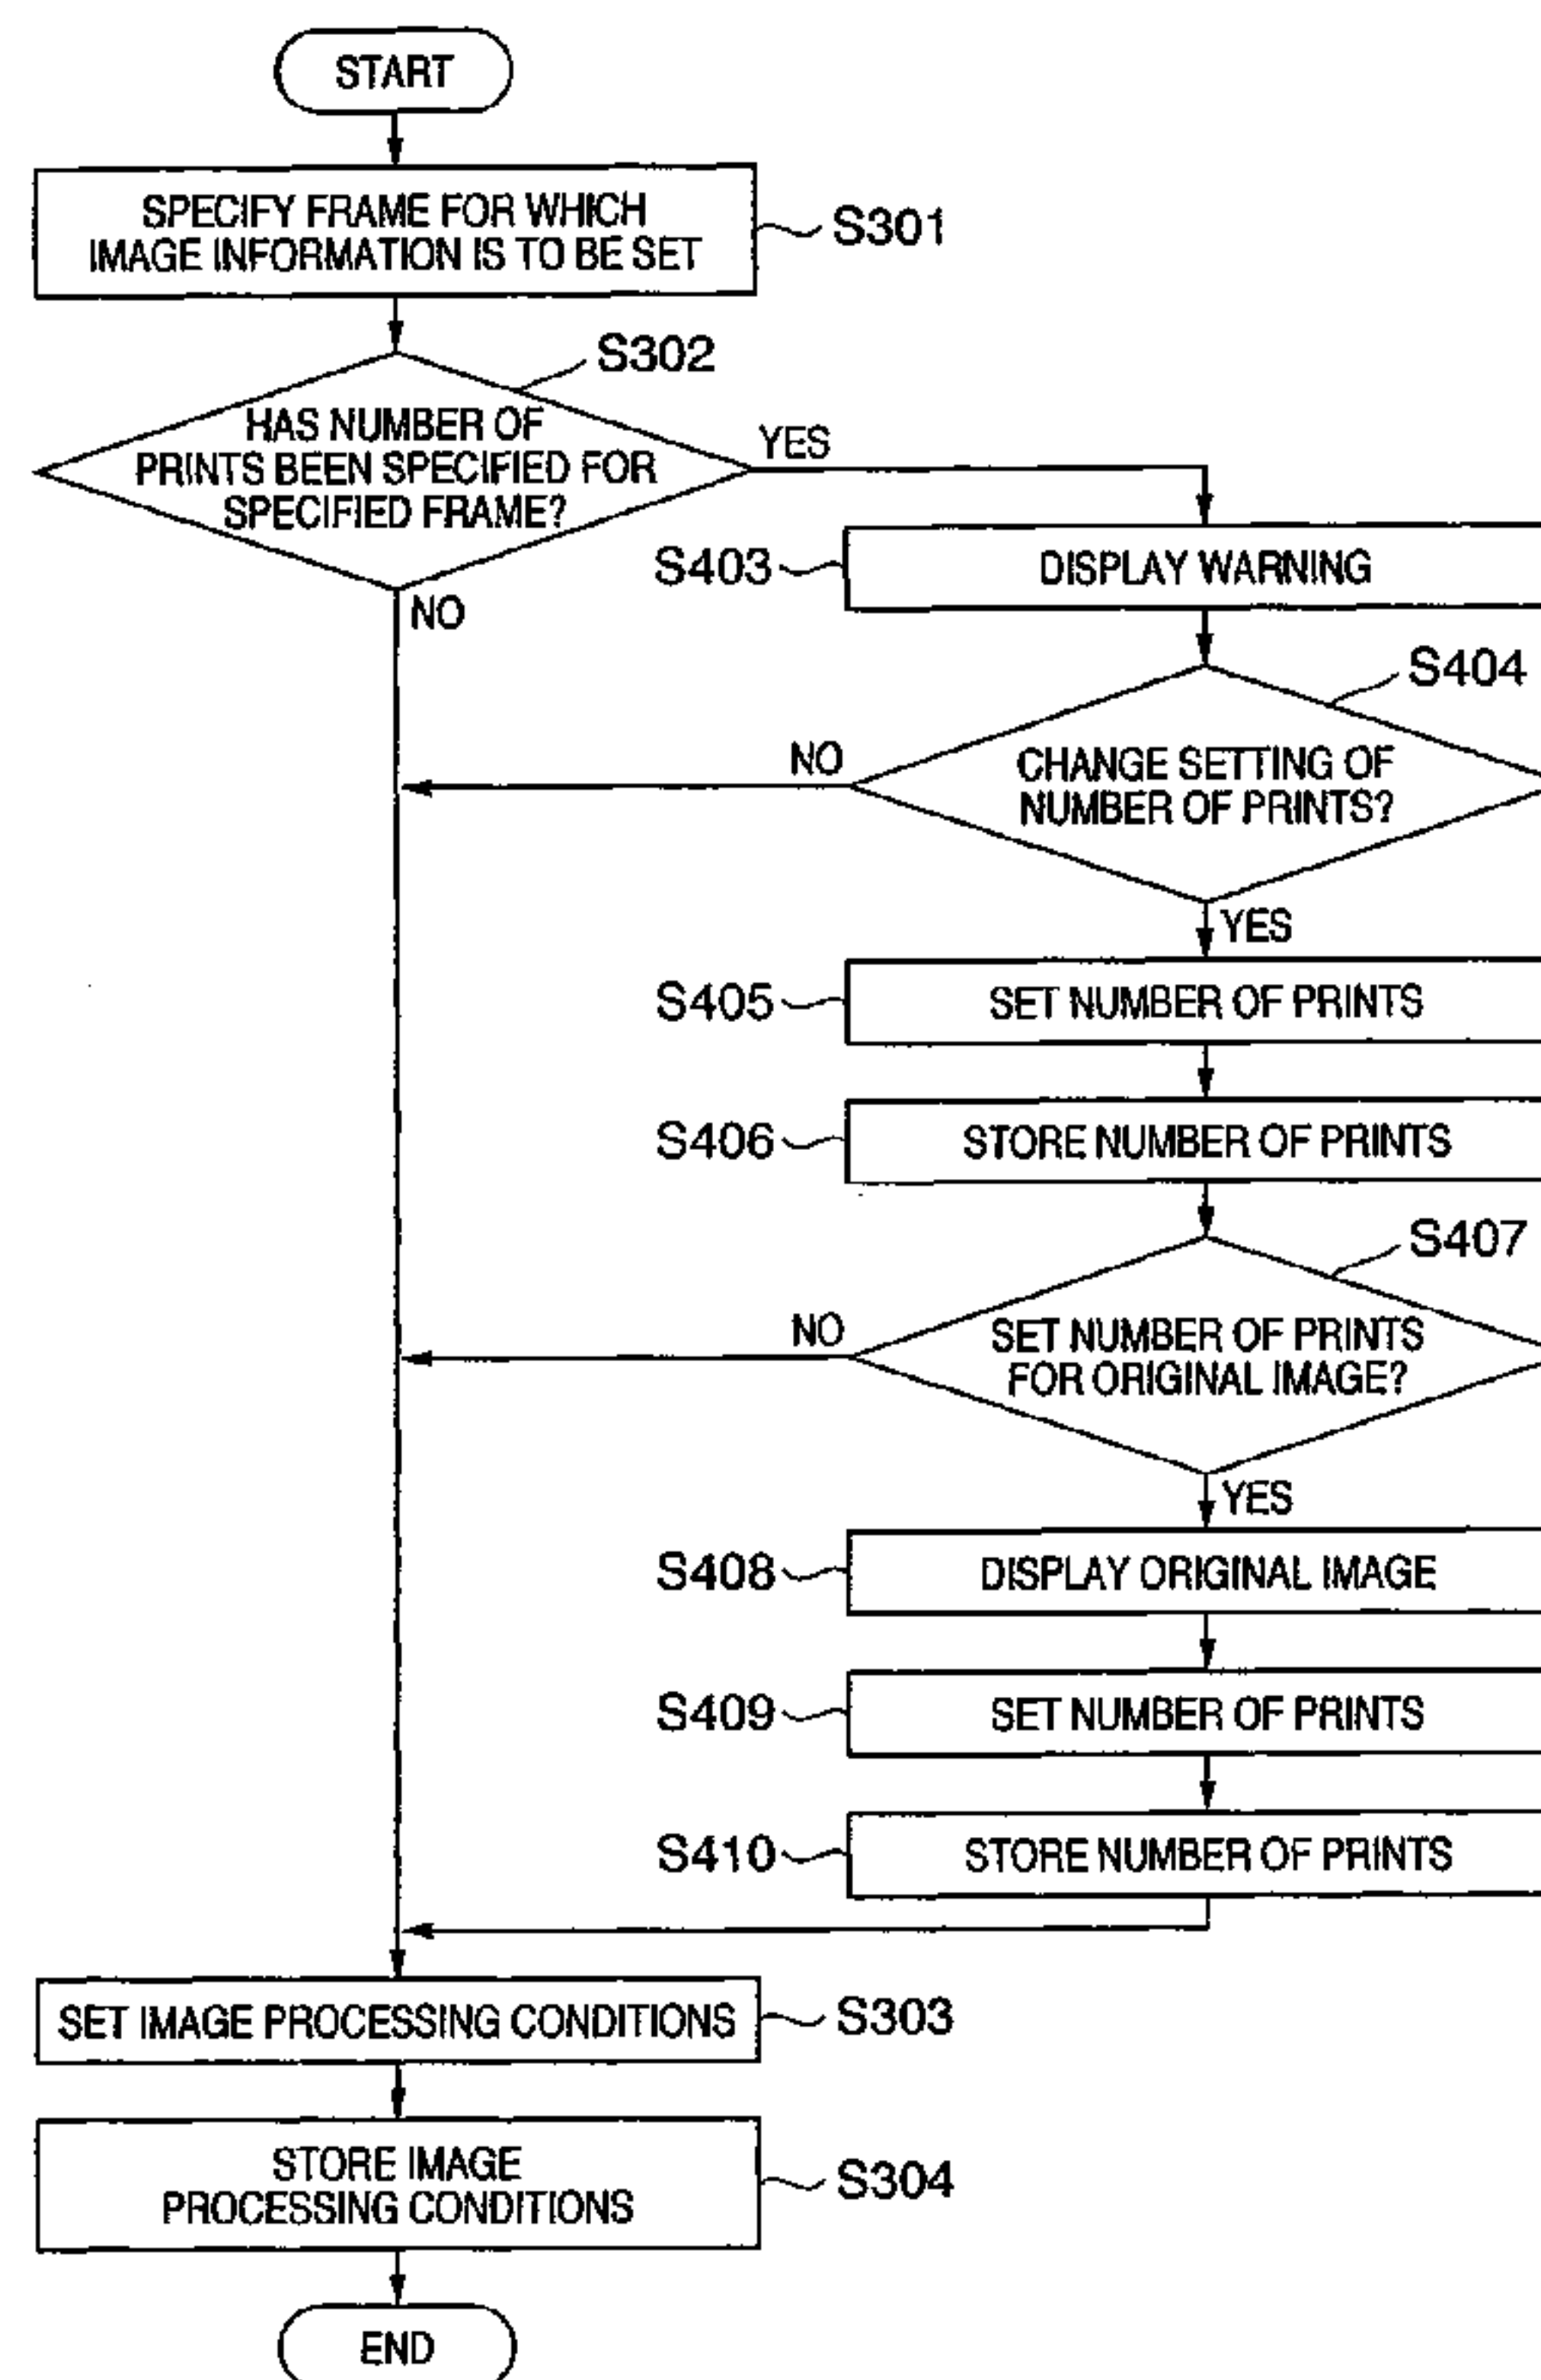 START
SPECIFY FRAME FOR WHICH
IMAGE INFORMATION IS TO BE SET
S301
S302
HAS NUMBER OF
PRINTS BEEN SPECIFIED FOR
SPECIFIED FRAME?
YES
NO
S403
DISPLAY WARNING
S404
CHANGE SETTING OF
NUMBER OF PRINTS?
NO
YES
S405
SET NUMBER OF PRINTS
S406
STORE NUMBER OF PRINTS
S407
SET NUMBER OF PRINTS
FOR ORIGINAL IMAGE?
NO
YES
S408
DISPLAY ORIGINAL IMAGE
S409
SET NUMBER OF PRINTS
S410
STORE NUMBER OF PRINTS
SET IMAGE PROCESSING CONDITIONS
S303
STORE IMAGE
PROCESSING CONDITIONS
S304
END